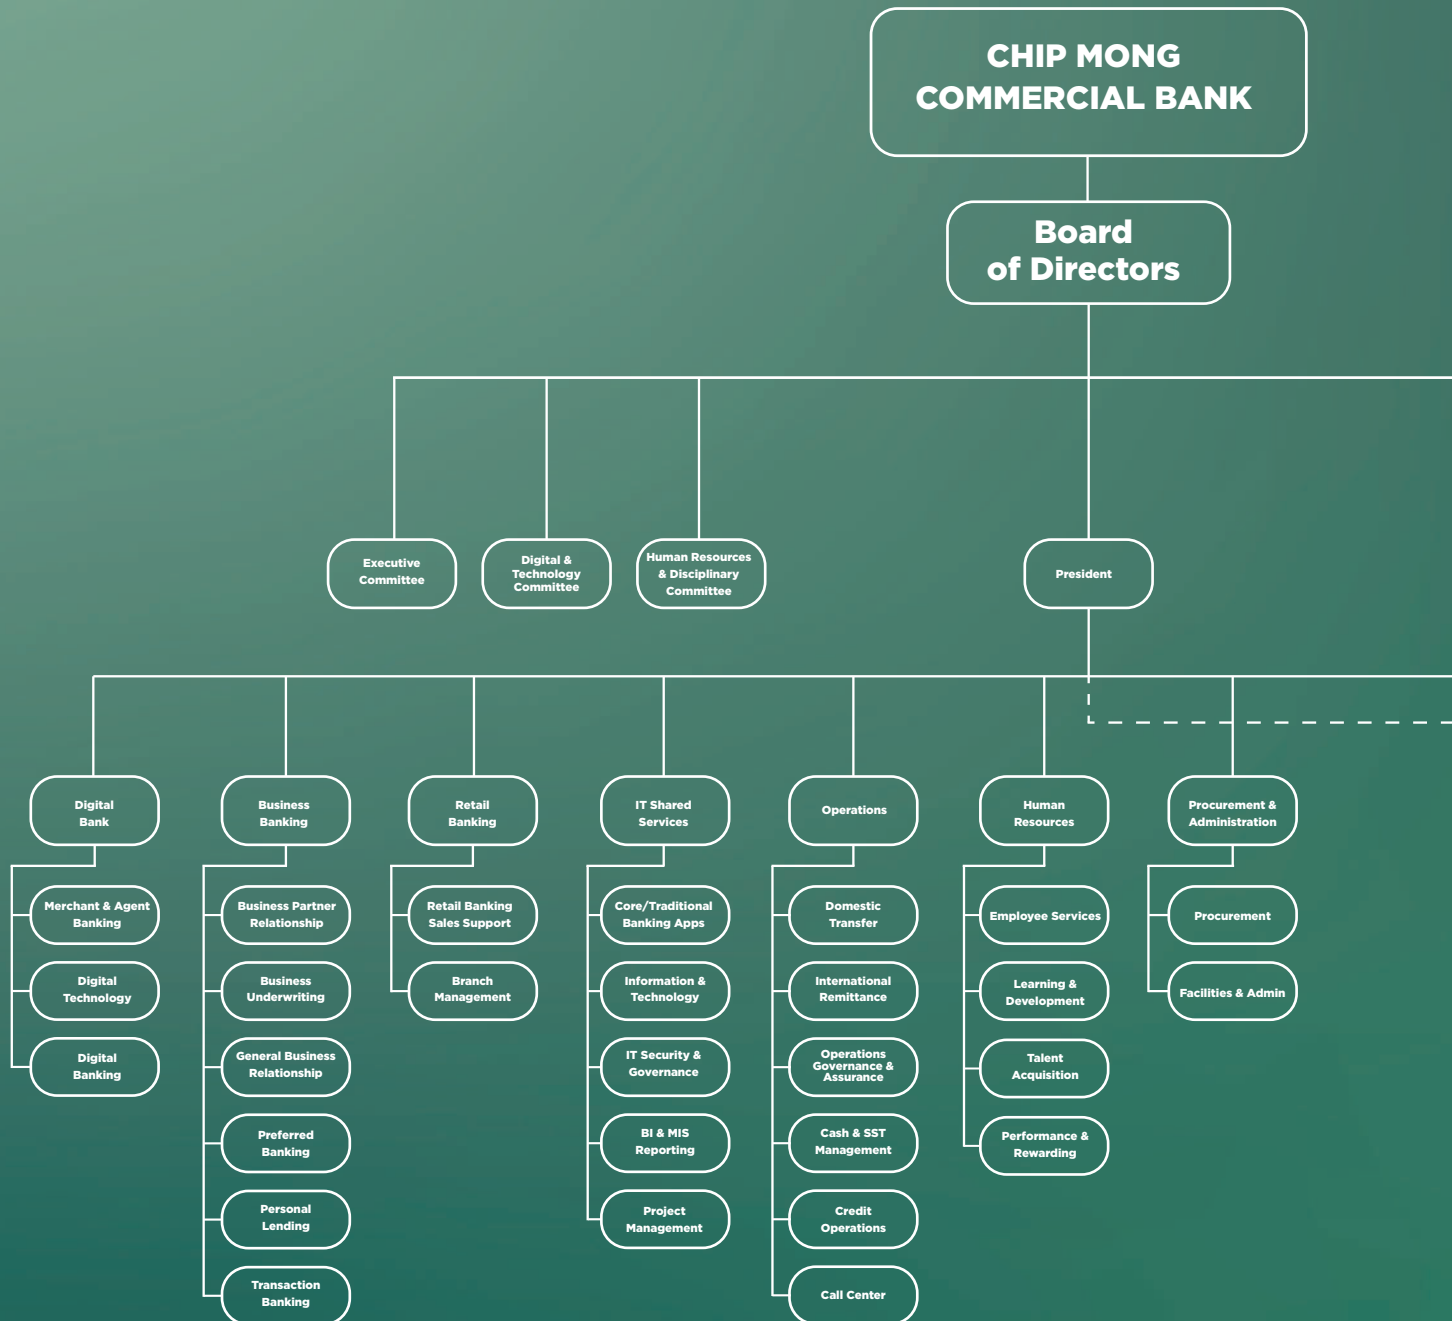 CHIP MONG
COMMERCIAL BANK
Board
of Directors
Executive
Committee
Digital &
Technology
Committee
Human Resources
& Disciplinary
Committee
President
Digital
Bank
Business
Banking
Retail
Banking
IT Shared
Services
Operations
Human
Resources
Procurement &
Administration
Merchant & Agent
Banking
Digital
Technology
Digital
Banking
Business Partner
Relationship
Business
Underwriting
General Business
Relationship
Preferred
Banking
Personal
Lending
Transaction
Banking
Retail Banking
Sales Support
Branch
Management
Core/Traditional
Banking Apps
Information &
Technology
IT Security &
Governance
BI & MIS
Reporting
Project
Management
Domestic
Transfer
International
Remittance
Operations
Governance &
Assurance
Cash & SST
Management
Credit
Operations
Call Center
Employee Services
Learning &
Development
Talent
Acquisition
Performance &
Rewarding
Procurement
Facilities & Admin